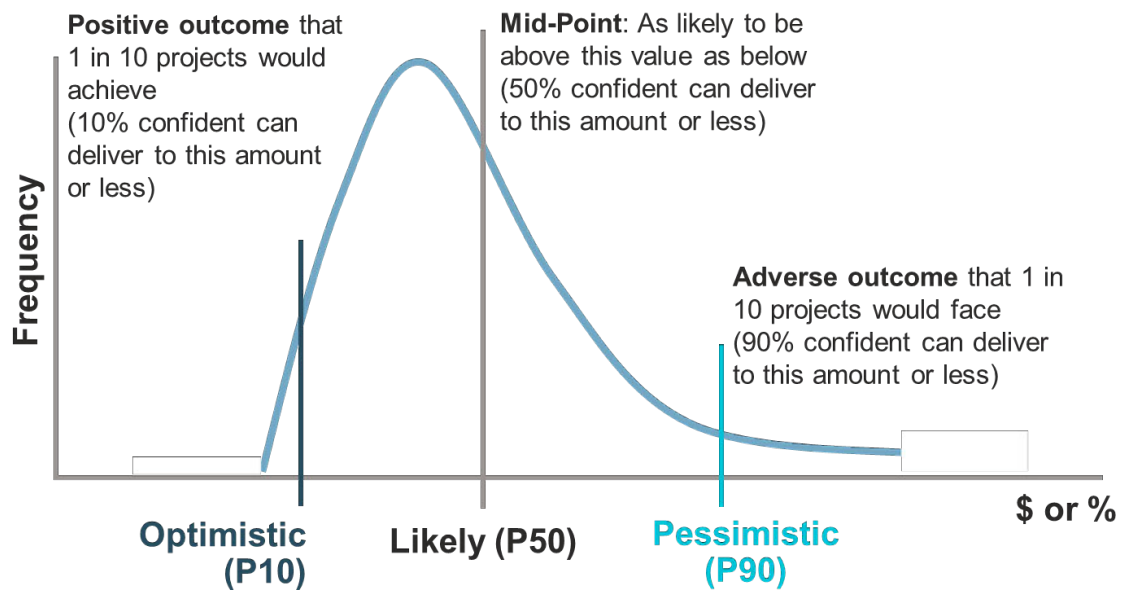 Positive outcome that
1 in 10 projects would
achieve
(10% confident can
deliver to this amount
or less)
Mid-Point: As likely to be
above this value as below
(50% confident can deliver
to this amount or less)
Adverse outcome that 1 in
10 projects would face
(90% confident can deliver
to this amount or less)
Frequency
$ or %
Optimistic
(P10)
Likely (P50)
Pessimistic
(P90)